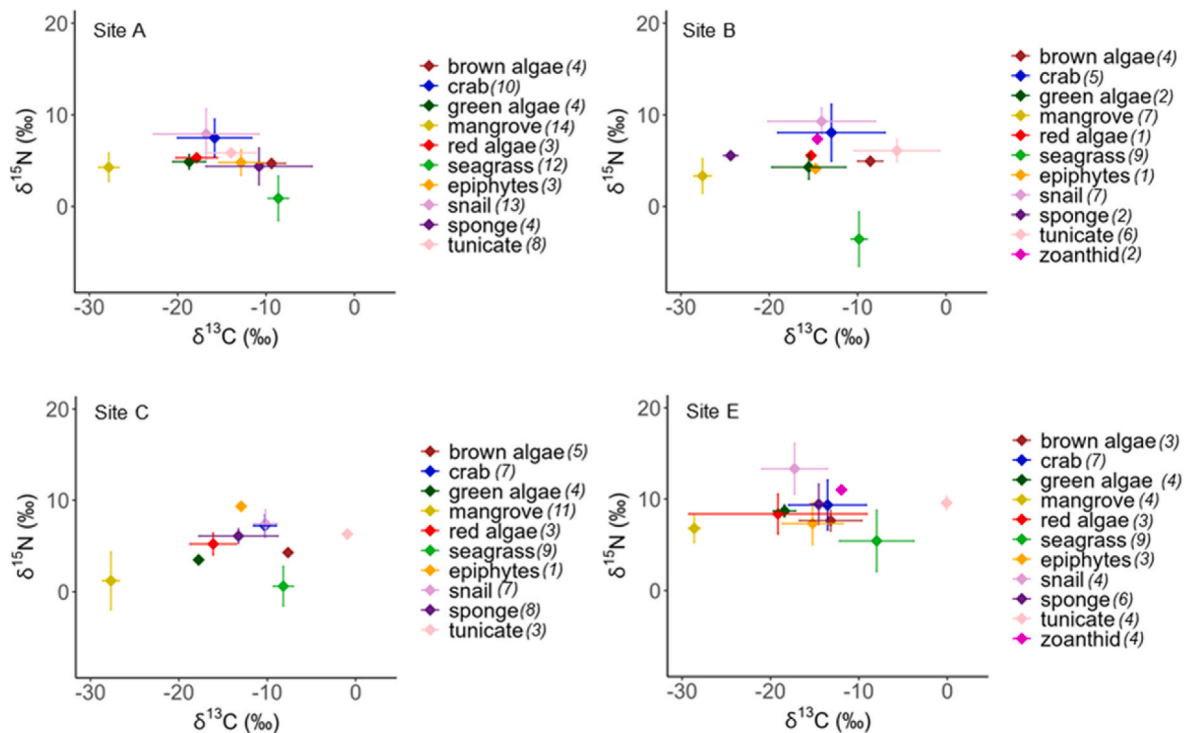 Site A
20
10
0
δ¹⁵N (‰)
-30 -20 -10 0
δ¹³C (‰)
brown algae(4)
crab(10)
green algae (4)
mangrove (14)
red algae (3)
seagrass (12)
epiphytes (3)
snail (13)
sponge (4)
tunicate (8)
Site B
20
10
0
δ¹⁵N (‰)
-30 -20 -10 0
δ¹³C (‰)
brown algae(4)
crab(5)
green algae(2)
mangrove(7)
red algae (1)
seagrass (9)
epiphytes (1)
snail (7)
sponge (2)
tunicate (6)
zoanthid(2)
Site C
20
10
0
δ¹⁵N (‰)
-30 -20 -10 0
δ¹³C (‰)
brown algae(5)
crab (7)
green algae (4)
mangrove (11)
red algae (3)
seagrass(9)
epiphytes (1)
snail (7)
sponge(8)
tunicate(3)
Site E
20
10
0
δ¹⁵N (‰)
-30 -20 -10 0
δ¹³C (‰)
brown algae(3)
crab(7)
green algae (4)
mangrove (4)
red algae (3)
seagrass (9)
epiphytes (3)
snail (4)
sponge (6)
tunicate (4)
zoanthid (4)